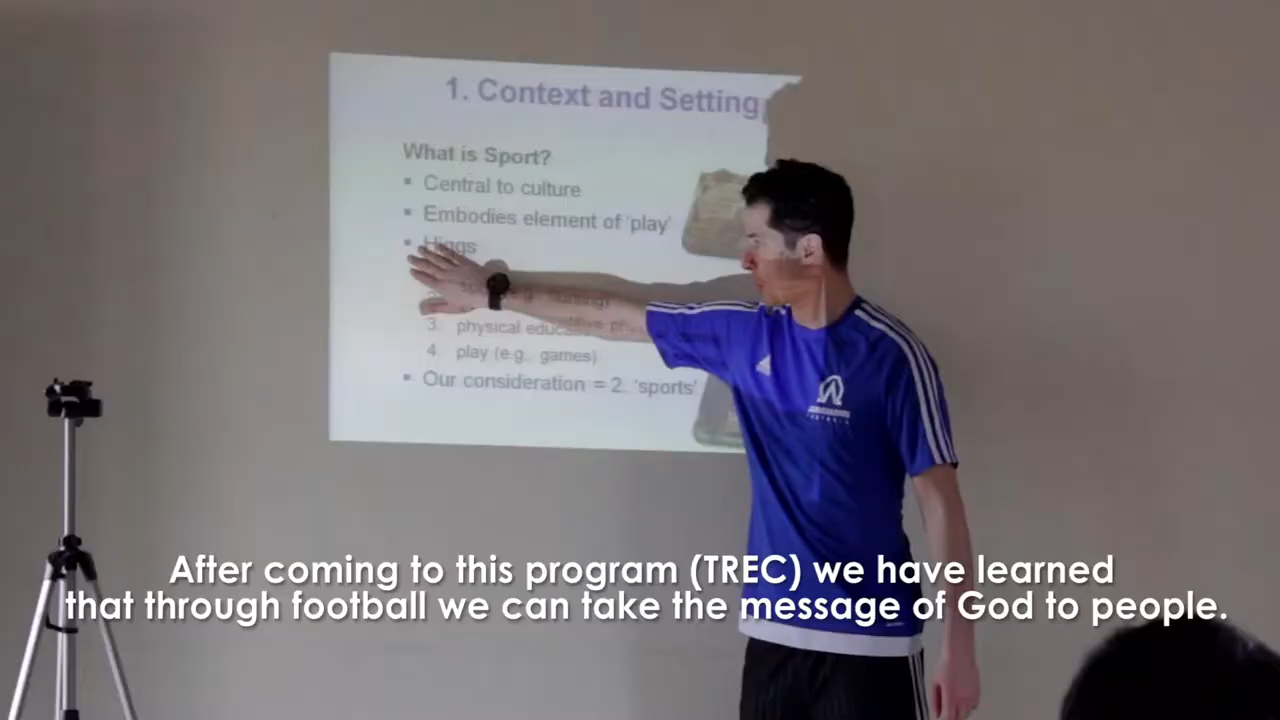 1. Context and Setting
What is Sport?
▪ Central to culture
▪ Embodies element of 'play'
▪ Higgs
3. physical
4. play (e.g., games)
▪ Our consideration = 2. 'sports'
After coming to this program (TREC) we have learned
that through football we can take the message of God to people.